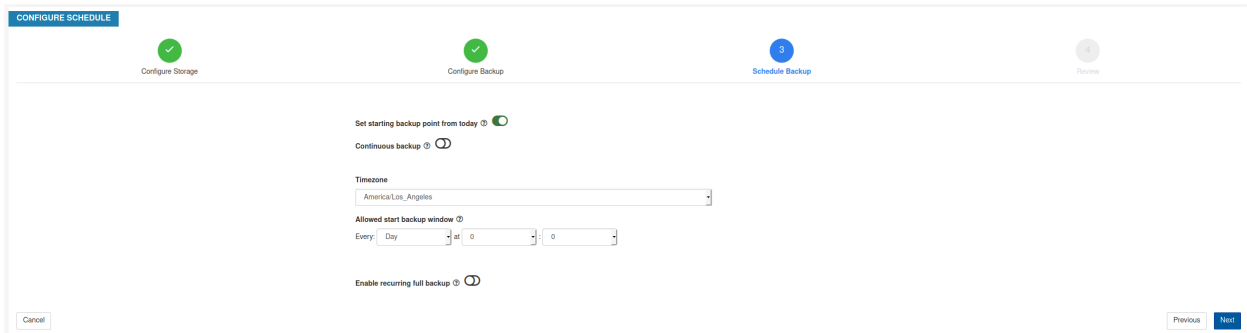 CONFIGURE SCHEDULE
3
4
Configure Storage
Configure Backup
Schedule Backup
Review
Set starting backup point from today ?
Continuous backup ?
Timezone
America/Los_Angeles
Allowed start backup window ?
Every: Day at 0 : 0
Enable recurring full backup ?
Cancel
Previous
Next